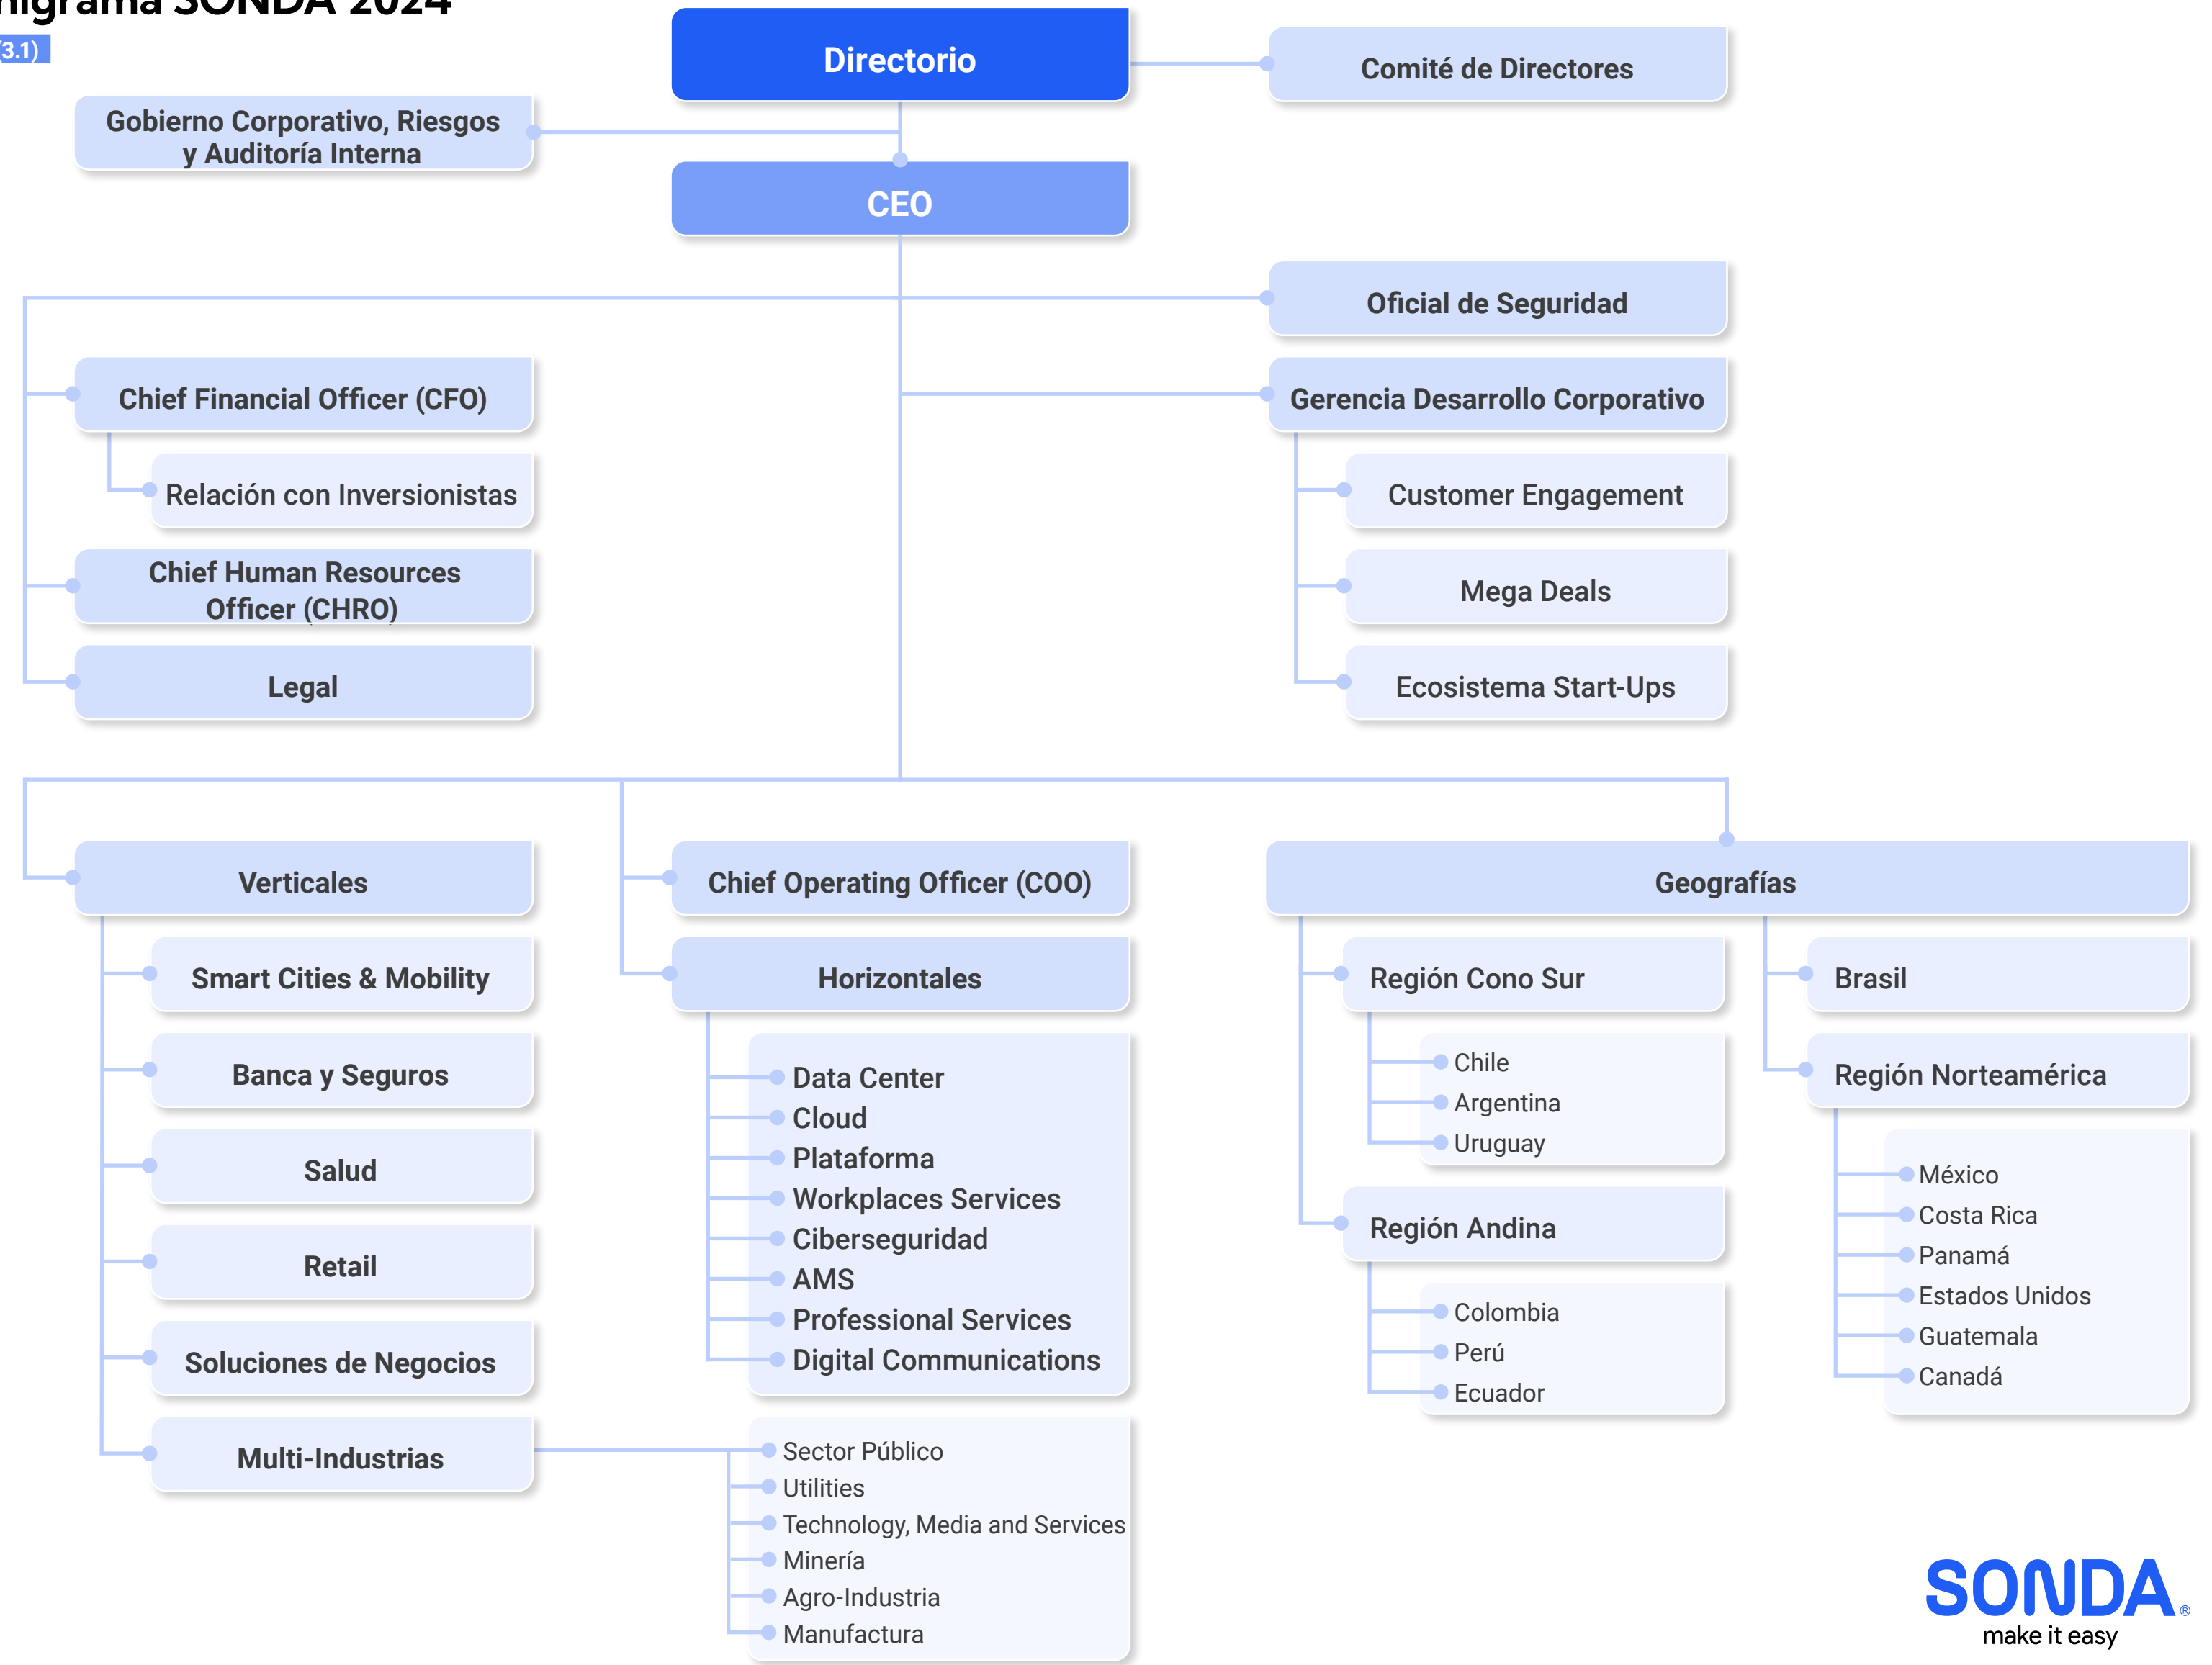 nigrama SONDA 2024
(3.1)
Directorio
Comité de Directores
Gobierno Corporativo, Riesgos
y Auditoría Interna
CEO
Oficial de Seguridad
Chief Financial Officer (CFO)
Gerencia Desarrollo Corporativo
Relación con Inversionistas
Customer Engagement
Chief Human Resources
Officer (CHRO)
Mega Deals
Legal
Ecosistema Start-Ups
Verticales
Smart Cities & Mobility
Banca y Seguros
Salud
Retail
Soluciones de Negocios
Multi-Industrias
Chief Operating Officer (COO)
Horizontales
Data Center
Cloud
Plataforma
Workplaces Services
Ciberseguridad
AMS
Professional Services
Digital Communications
Sector Público
Utilities
Technology, Media and Services
Minería
Agro-Industria
Manufactura
Geografías
Región Cono Sur
Chile
Argentina
Uruguay
Región Andina
Colombia
Perú
Ecuador
Brasil
Región Norteamérica
México
Costa Rica
Panamá
Estados Unidos
Guatemala
Canadá
SONDA®
make it easy